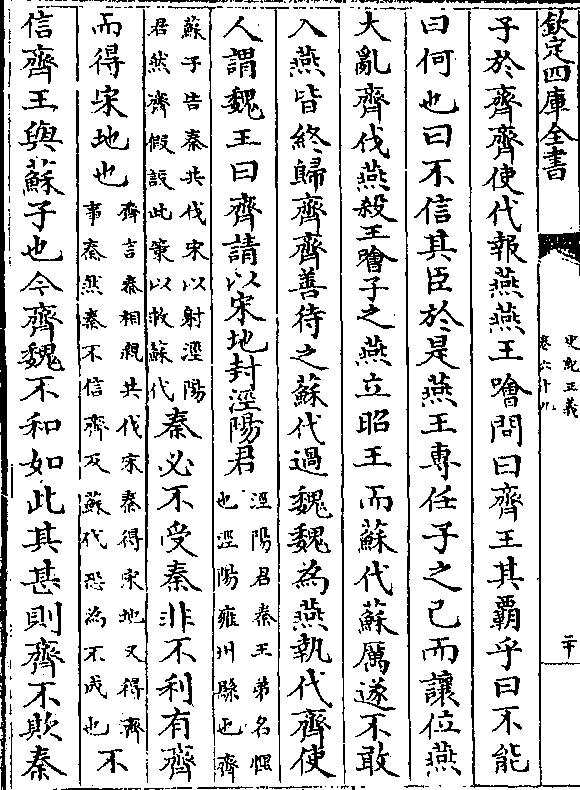 欽定四庫全書
史記正義
卷六十九
二十
子於齊齊使代報燕燕王噲問曰齊王其霸乎曰不能
曰何也曰不信其臣於是燕王專任子之已而讓位燕
大亂齊伐燕殺王噲子之燕立昭王而蘇代蘇厲遂不敢
入燕皆終歸齊齊善待之蘇代過魏魏為燕執代齊使
人謂魏王曰齊請以宋地封涇陽君
涇陽君秦王弟名悝
也涇陽雍州縣也齊
蘇子告秦共伐宋以射涇陽
君然齊假設此策以救蘇代
秦必不受秦非不利有齊
而得宋地也
齊言秦相親共伐宋秦得宋地又得齊
事秦然秦不信齊及蘇代恐為不成也
不
信齊王與蘇子也今齊魏不和如此其甚則齊不欺秦